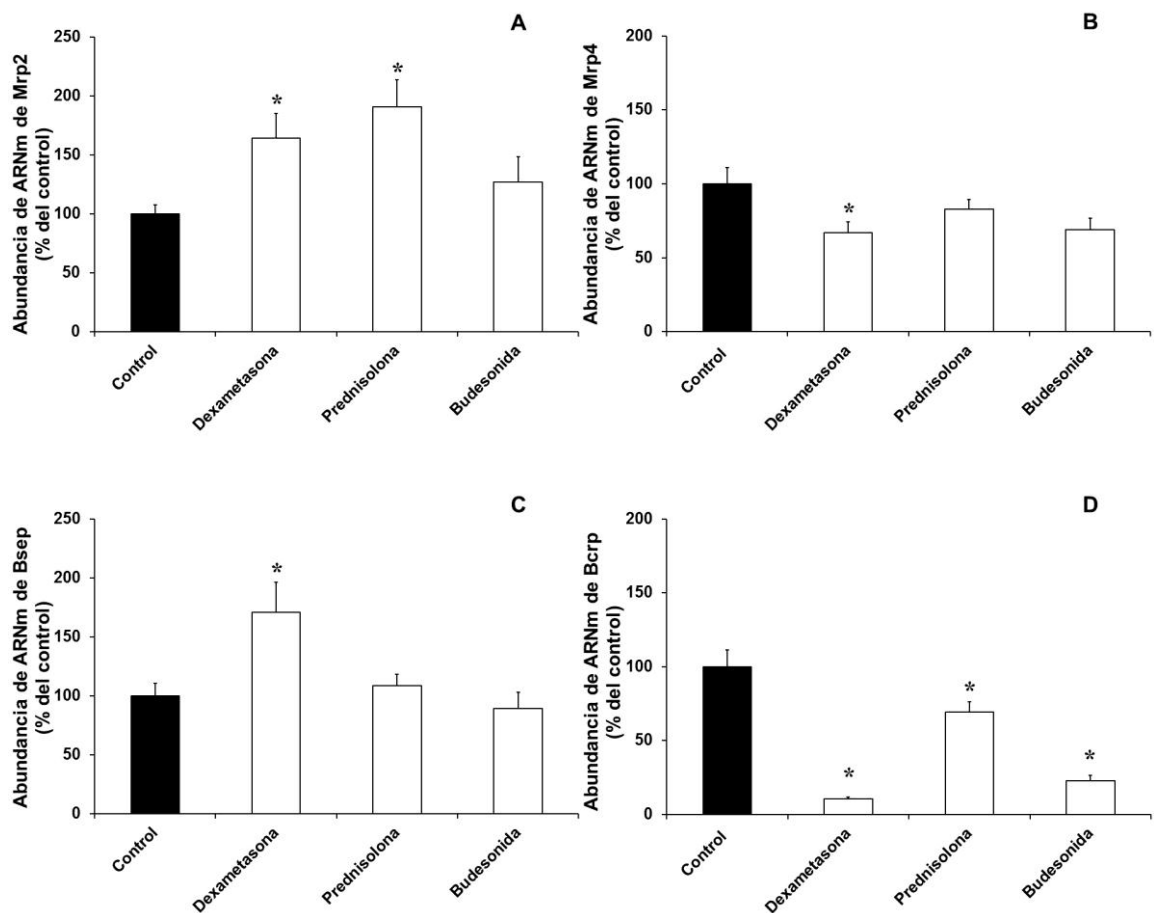 A
Abundancia de ARNm de Mrp2
(% del control)
250
200
150
100
50
0
*
*
Control
Dexametasona
Prednisolona
Budesonida
B
Abundancia de ARNm de Mrp4
(% del control)
200
150
100
50
0
*
Control
Dexametasona
Prednisolona
Budesonida
C
Abundancia de ARNm de Bsep
(% del control)
250
200
150
100
50
0
*
Control
Dexametasona
Prednisolona
Budesonida
D
Abundancia de ARNm de Bcrp
(% del control)
200
150
100
50
0
*
*
*
Control
Dexametasona
Prednisolona
Budesonida